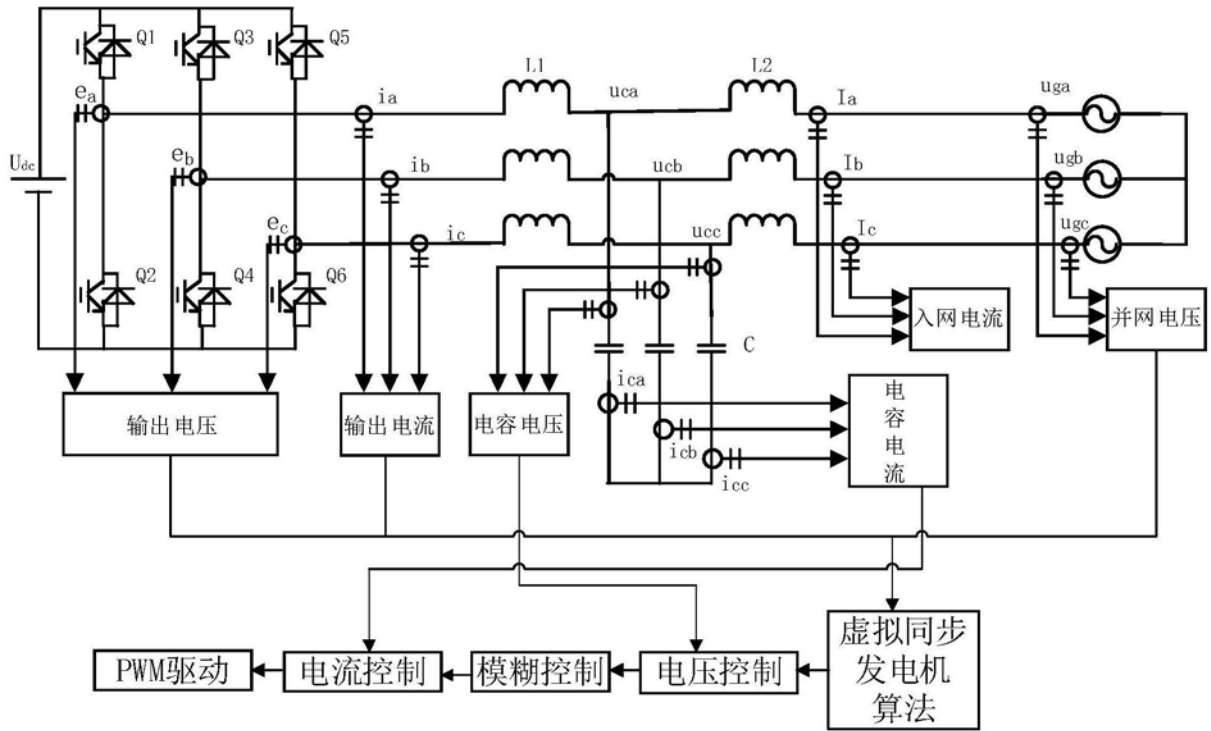 Q1
Q3
Q5
L1
L2
ea
ia
uca
Ia
uga
Udc
eb
ib
ucb
Ib
ugb
ec
ic
ucc
Ic
ugc
Q2
Q4
Q6
入网电流
并网电压
C
ica
输出电压
输出电流
电容电压
电容电流
icb
icc
虚拟同步
发电机
算法
PWM驱动
电流控制
模糊控制
电压控制